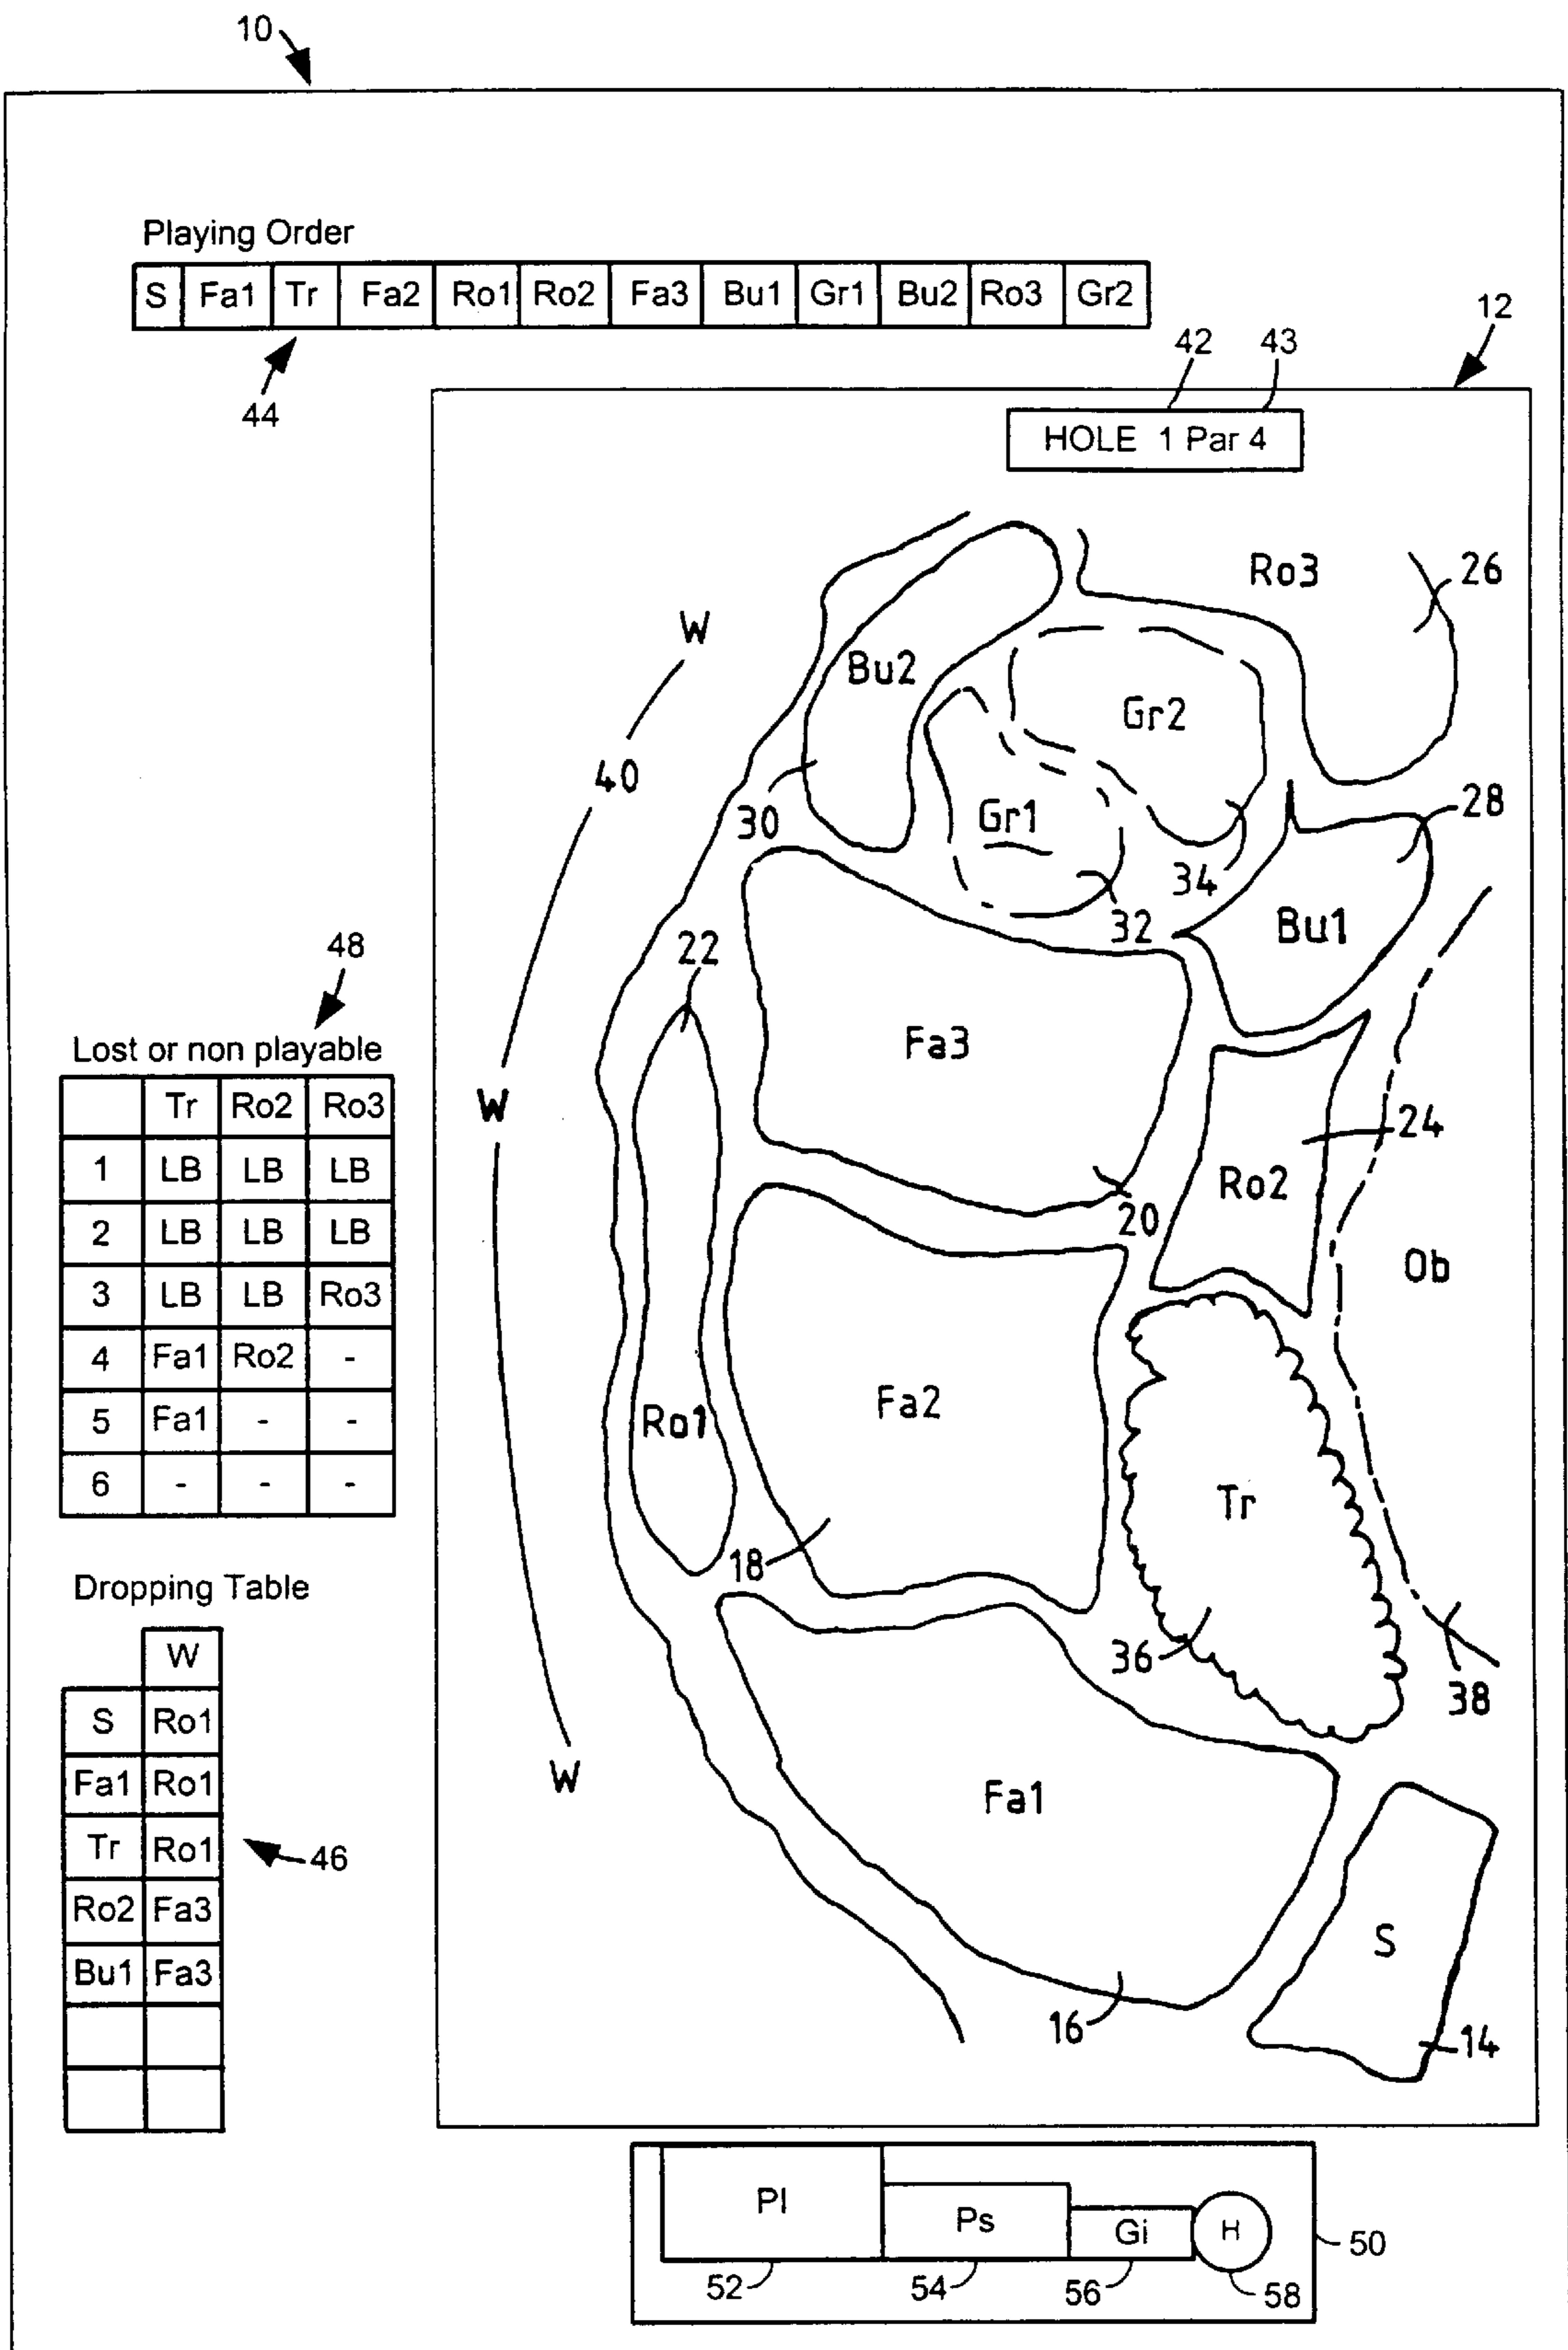 10
Playing Order
S Fa1 Tr Fa2 Ro1 Ro2 Fa3 Bu1 Gr1 Bu2 Ro3 Gr2
44
12
42 43
HOLE 1 Par 4
Ro3
26
W
Bu2
Gr2
40
30
Gr1
28
34
32
Bu1
22
48
Lost or non playable
Tr Ro2 Ro3
1 LB LB LB
2 LB LB LB
3 LB LB Ro3
4 Fa1 Ro2 -
5 Fa1 - -
6 - - -
Fa3
W
24
Ro2
20
Ob
Fa2
Ro1
Tr
18
36
38
Dropping Table
W
S Ro1
Fa1 Ro1
Tr Ro1
Ro2 Fa3
Bu1 Fa3
46
W
Fa1
S
16
14
Pl
Ps
Gi
H
50
52
54
56
58